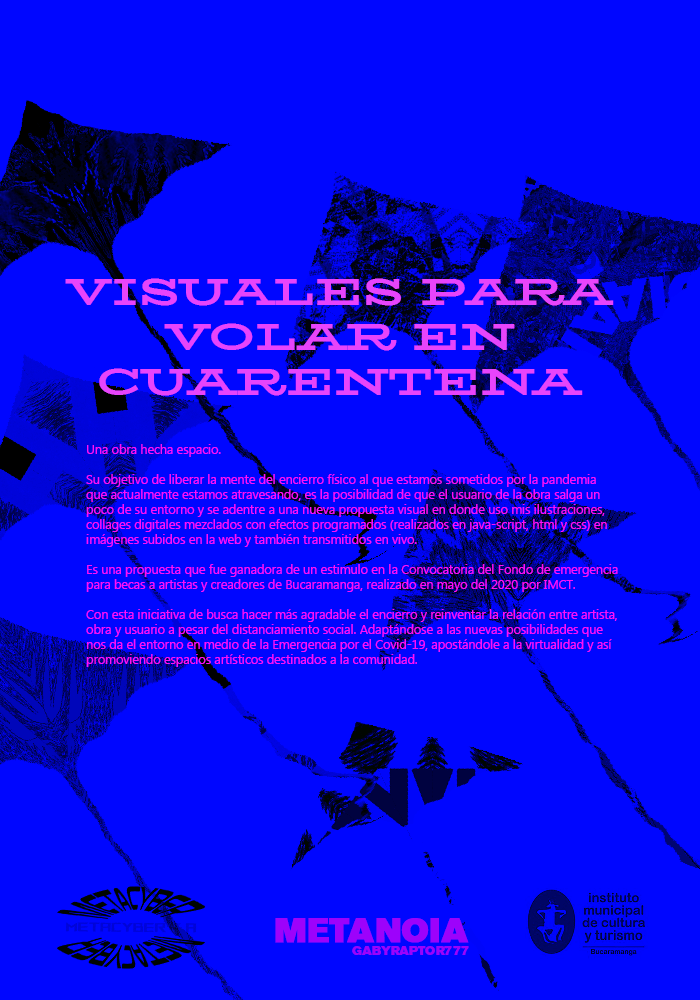 VISUALES PARA
VOLAR EN
CUARENTENA
Una obra hecha espacio.
Su objetivo de liberar la mente del encierro físico al que estamos sometidos por la pandemia
que actualmente estamos atravesando, es la posibilidad de que el usuario de la obra salga un
poco de su entorno y se adentre a una nueva propuesta visual en donde uso mis ilustraciones,
collages digitales mezclados con efectos programados (realizados en java-script, html y css) en
imágenes subidos en la web y también transmitidos en vivo.
Es una propuesta que fue ganadora de un estimulo en la Convocatoria del Fondo de emergencia
para becas a artistas y creadores de Bucaramanga, realizado en mayo del 2020 por IMCT.
Con esta iniciativa de busca hacer más agradable el encierro y reinventar la relación entre artista,
obra y usuario a pesar del distanciamiento social. Adaptándose a las nuevas posibilidades que
nos da el entorno en medio de la Emergencia por el Covid-19, apostándole a la virtualidad y así
promoviendo espacios artísticos destinados a la comunidad.
METANOIA
GABYRAPTOR777
instituto
municipal
de cultura
y turismo
Bucaramanga